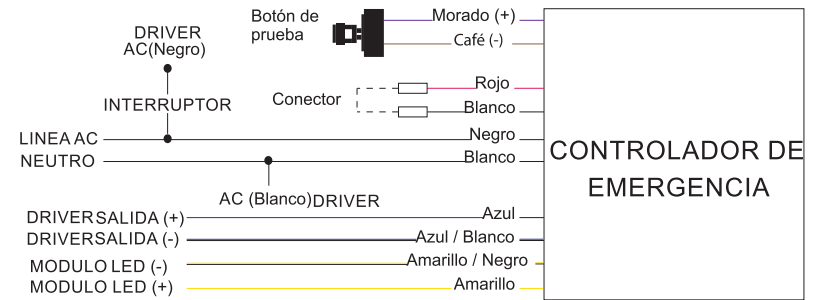 Botón de
prueba
Morado (+)
Café (-)
DRIVER
AC(Negro)
INTERRUPTOR
Conector
Rojo
Blanco
LINEA AC
Negro
NEUTRO
Blanco
CONTROLADOR DE
EMERGENCIA
AC (Blanco)DRIVER
DRIVERSALIDA (+)
Azul
DRIVERSALIDA (-)
Azul / Blanco
MODULO LED (-)
Amarillo / Negro
MODULO LED (+)
Amarillo